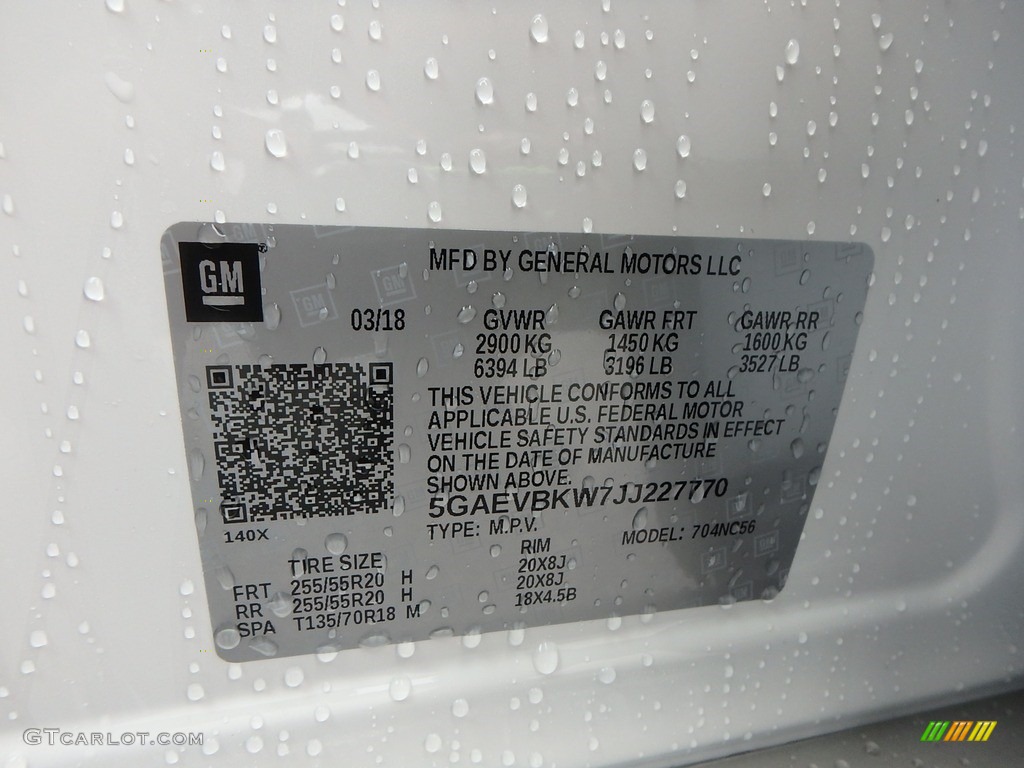 GM
MFD BY GENERAL MOTORS LLC
03/18 GVWR GAWR FRT GAWR RR
2900 KG 1450 KG 1600 KG
6394 LB 3196 LB 3527 LB
THIS VEHICLE CONFORMS TO ALL
APPLICABLE U.S. FEDERAL MOTOR
VEHICLE SAFETY STANDARDS IN EFFECT
ON THE DATE OF MANUFACTURE
SHOWN ABOVE.
5GAEVBKW7JJ227770
TYPE: M.P.V. MODEL: 704NC56
140X
TIRE SIZE RIM
FRT 255/55R20 H 20X8J
RR 255/55R20 H 20X8J
SPA T135/70R18 M 18X4.5B
GTCARLOT.COM